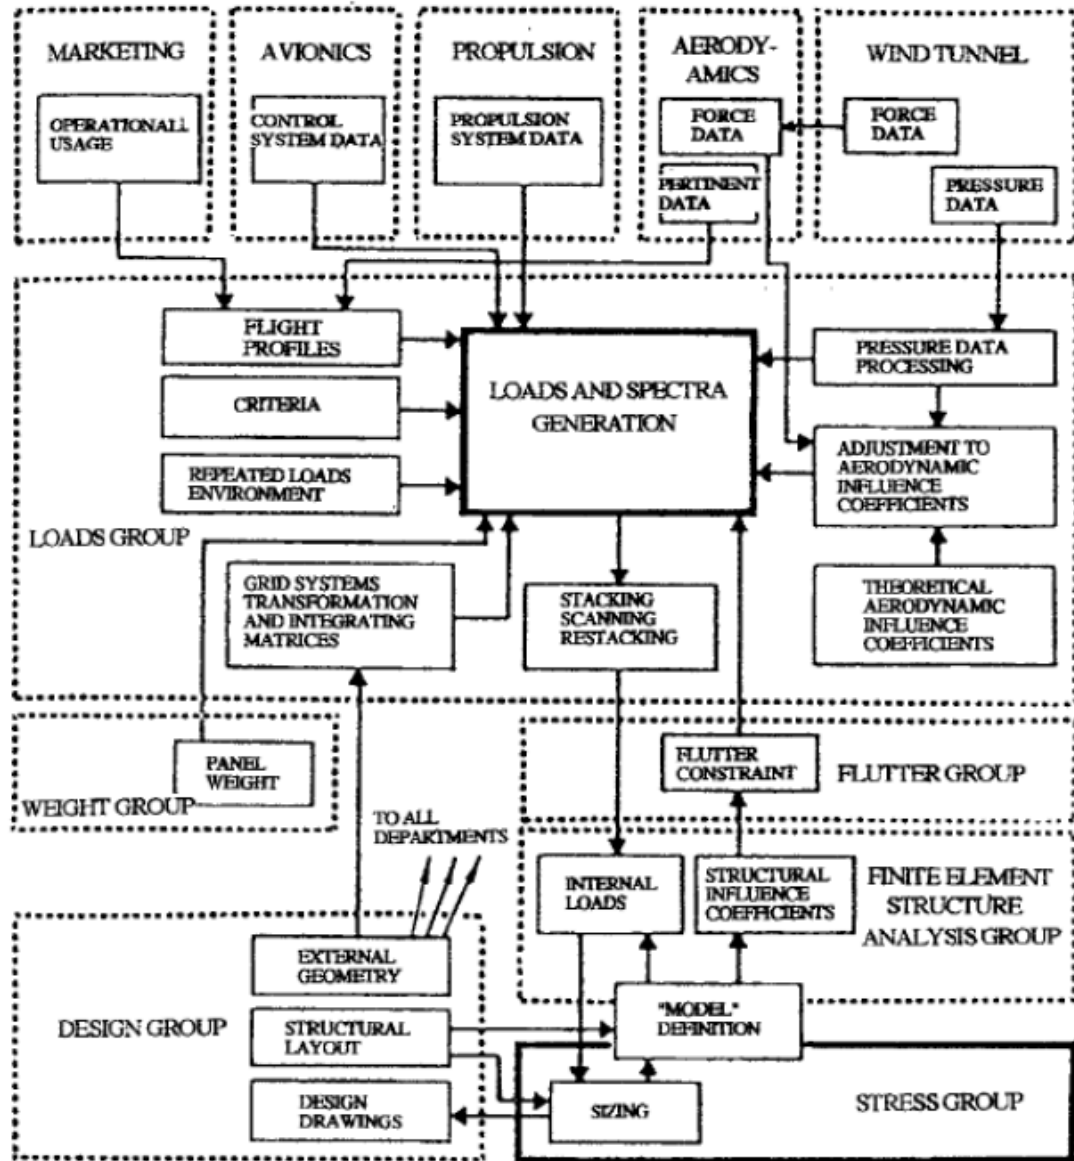 MARKETING
OPERATIONALL
USAGE
AVIONICS
CONTROL
SYSTEM DATA
PROPULSION
PROPULSION
SYSTEM DATA
AERODY-
AMICS
FORCE
DATA
PERTINENT
DATA
WIND TUNNEL
FORCE
DATA
PRESSURE
DATA
FLIGHT
PROFILES
CRITERIA
REPEATED LOADS
ENVIRONMENT
LOADS GROUP
LOADS AND SPECTRA
GENERATION
PRESSURE DATA
PROCESSING
ADJUSTMENT TO
AERODYNAMIC
INFLUENCE
COEFFICIENTS
THEORETICAL
AERODYNAMIC
INFLUENCE
COEFFICIENTS
GRID SYSTEMS
TRANSFORMATION
AND INTEGRATING
MATRICES
STACKING
SCANNING
RESTACKING
PANEL
WEIGHT
WEIGHT GROUP
FLUTTER
CONSTRAINT
FLUTTER GROUP
TO ALL
DEPARTMENTS
INTERNAL
LOADS
STRUCTURAL
INFLUENCE
COEFFICIENTS
FINITE ELEMENT
STRUCTURE
ANALYSIS GROUP
EXTERNAL
GEOMETRY
DESIGN GROUP
STRUCTURAL
LAYOUT
DESIGN
DRAWINGS
"MODEL"
DEFINITION
SIZING
STRESS GROUP